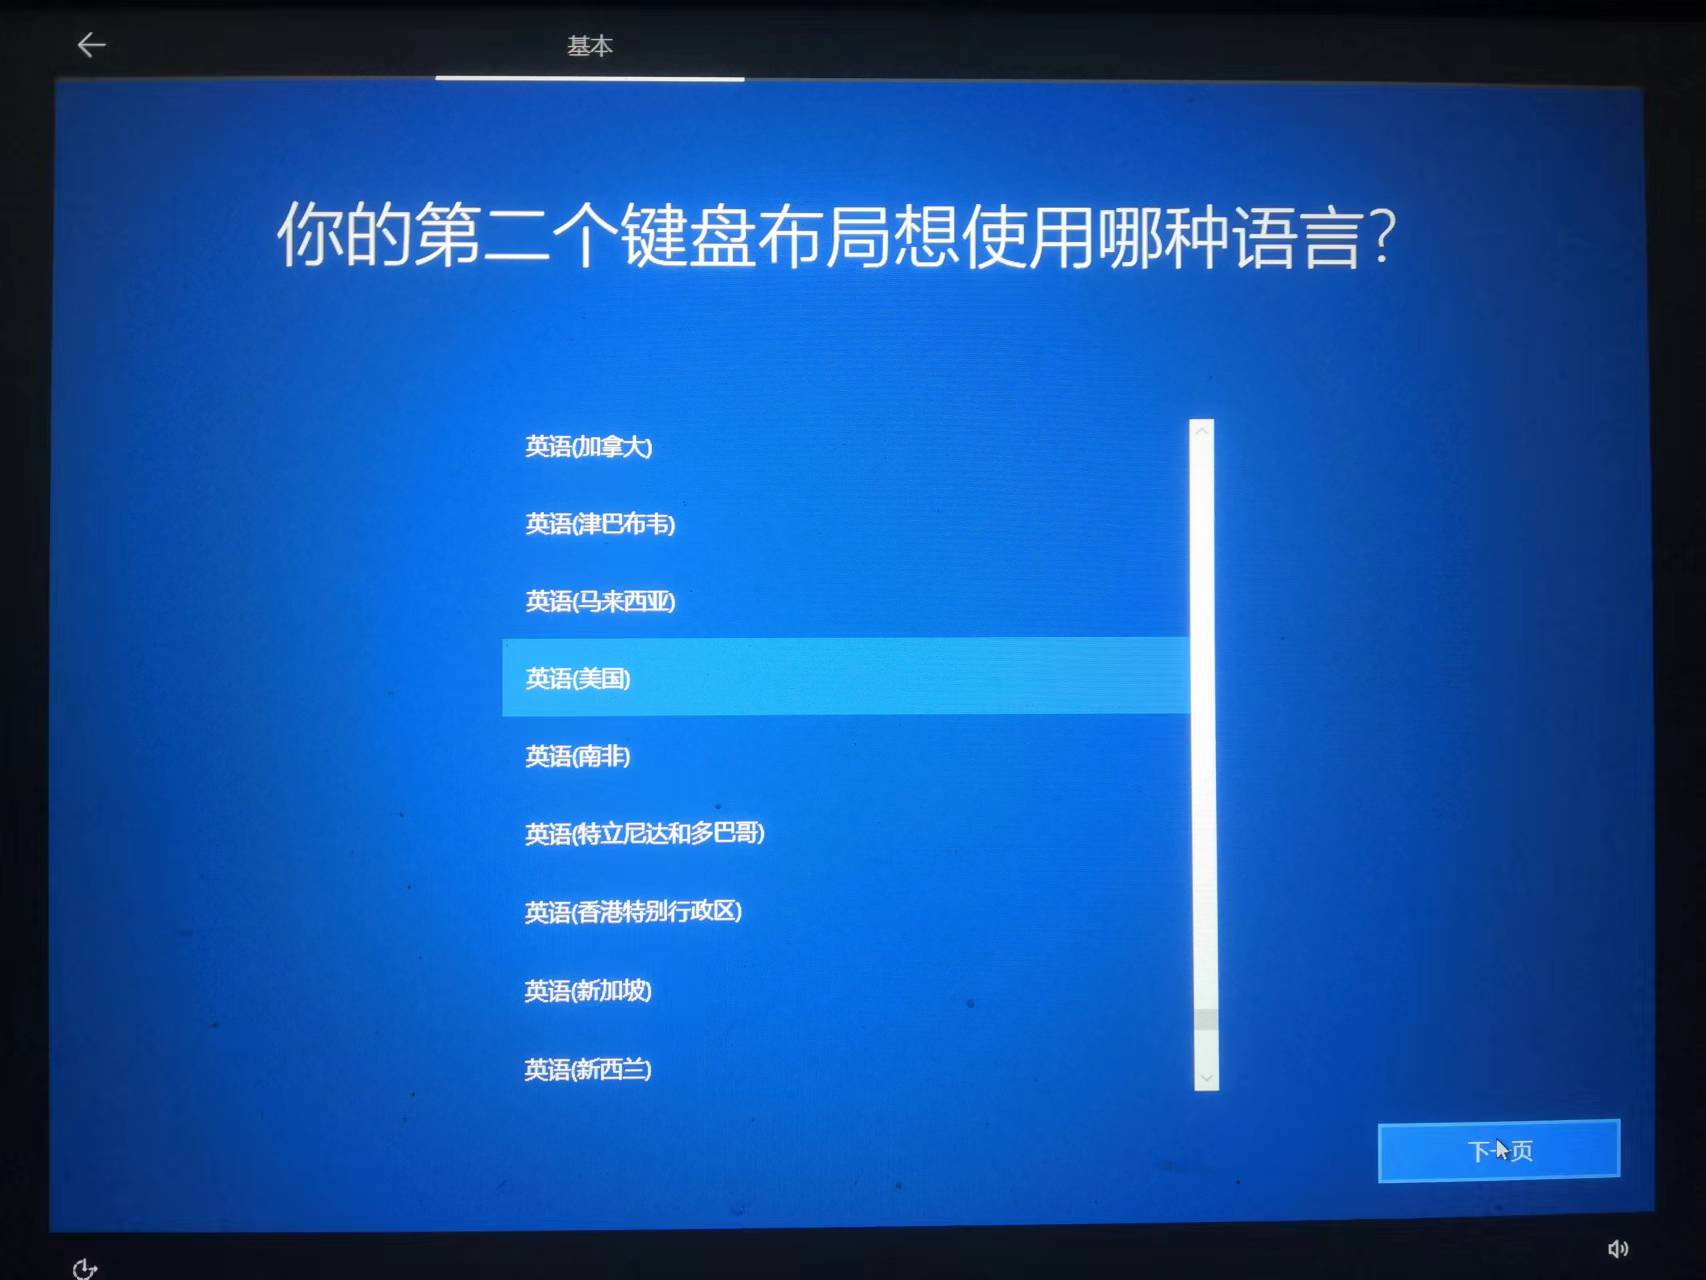 基本
你的第二个键盘布局想使用哪种语言?
英语(加拿大)
英语(津巴布韦)
英语(马来西亚)
英语(美国)
英语(南非)
英语(特立尼达和多巴哥)
英语(香港特别行政区)
英语(新加坡)
英语(新西兰)
下一页